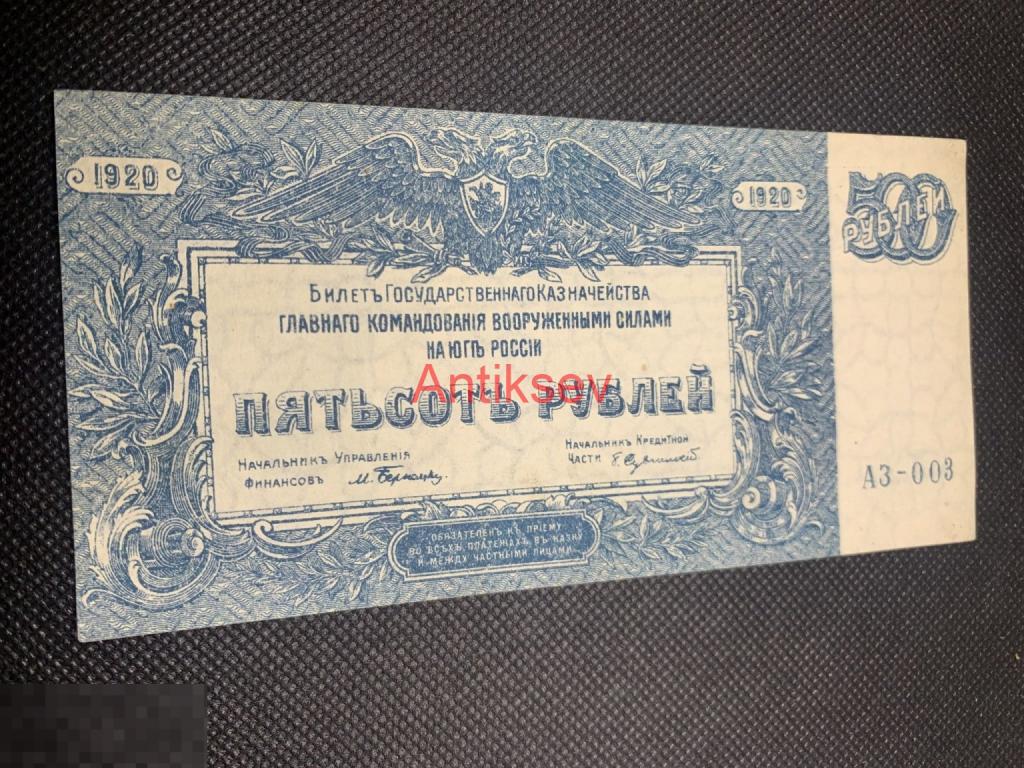 1920
1920
500
РУБЛЕЙ
БИЛЕТЪ ГОСУДАРСТВЕННАГО КАЗНАЧЕЙСТВА
ГЛАВНАГО КОМАНДОВАНІЯ ВООРУЖЕННЫМИ СИЛАМИ
НА ЮГѢ РОССІИ
Antiksev
ПЯТЬСОТЪ РУБЛЕЙ
НАЧАЛЬНИКЪ УПРАВЛЕНІЯ
ФИНАНСОВЪ
НАЧАЛЬНИКЪ КРЕДИТНОЙ
ЧАСТИ
АЗ-003
ОБЯЗАТЕЛЕНЪ КЪ ПРІЕМУ
ВО ВСѢХЪ ПЛАТЕЖАХЪ ВЪ КАЗНУ
И МЕЖДУ ЧАСТНЫМИ ЛИЦАМИ